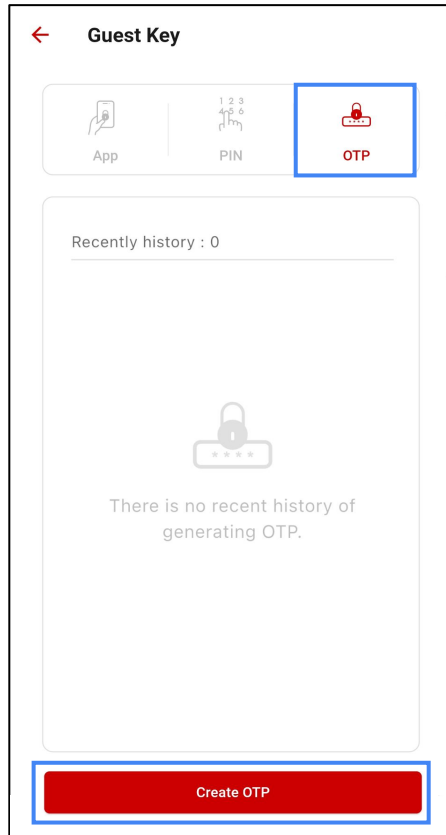 Guest Key
1 2 3
4 5 6
****
App
PIN
OTP
Recently history : 0
****
There is no recent history of
generating OTP.
Create OTP